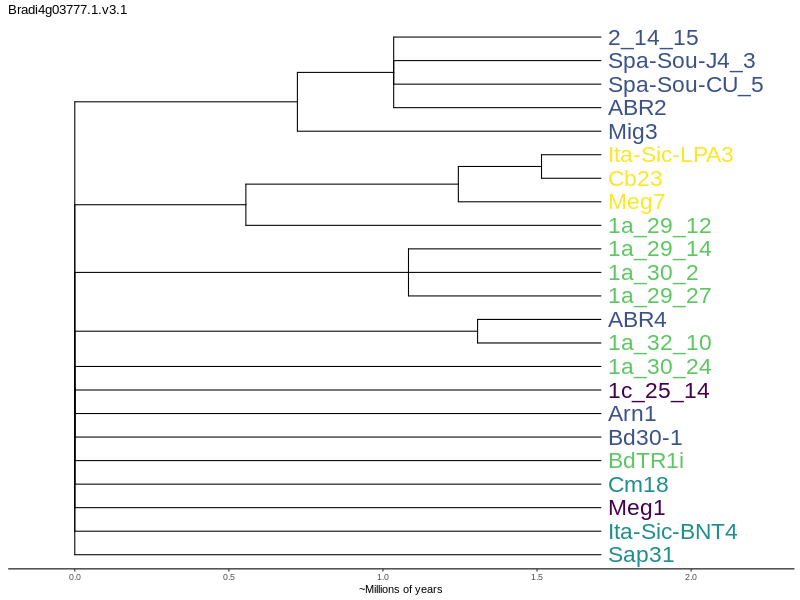 Bradi4g03777.1.v3.1
2_14_15
Spa-Sou-J4_3
Spa-Sou-CU_5
ABR2
Mig3
Ita-Sic-LPA3
Cb23
Meg7
1a_29_12
1a_29_14
1a_30_2
1a_29_27
ABR4
1a_32_10
1a_30_24
1c_25_14
Arn1
Bd30-1
BdTR1i
Cm18
Meg1
Ita-Sic-BNT4
Sap31
0.0 0.5 1.0 1.5 2.0
~Millions of years